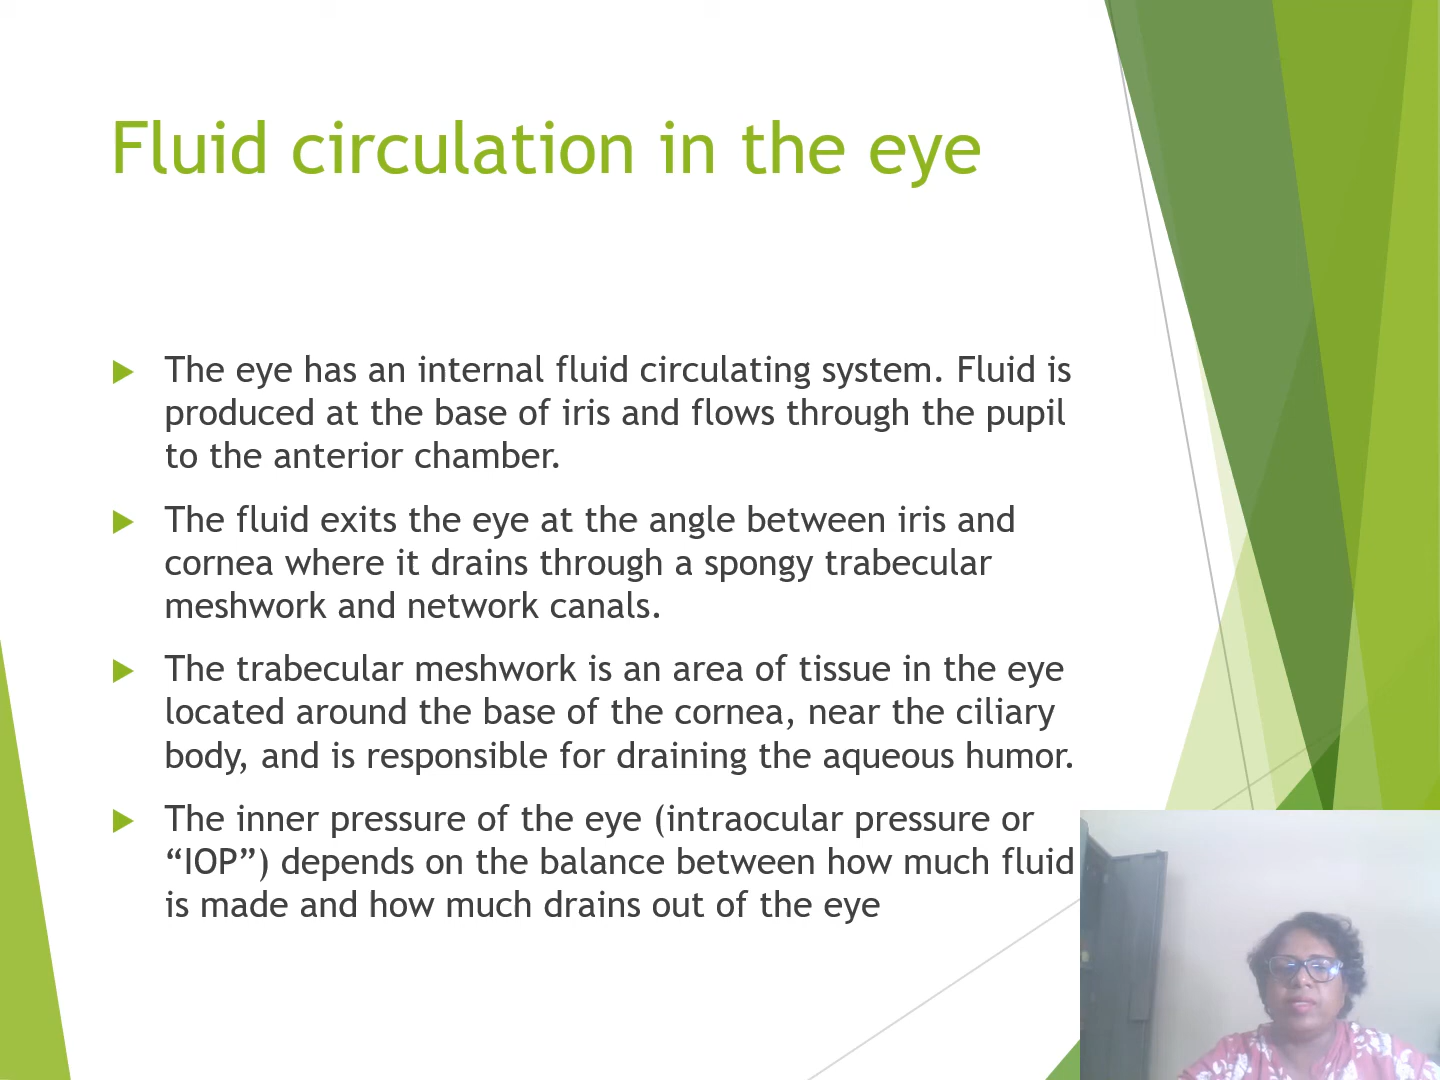 Fluid circulation in the eye
The eye has an internal fluid circulating system. Fluid is
produced at the base of iris and flows through the pupil
to the anterior chamber.
The fluid exits the eye at the angle between iris and
cornea where it drains through a spongy trabecular
meshwork and network canals.
The trabecular meshwork is an area of tissue in the eye
located around the base of the cornea, near the ciliary
body, and is responsible for draining the aqueous humor.
The inner pressure of the eye (intraocular pressure or
“IOP”) depends on the balance between how much fluid
is made and how much drains out of the eye